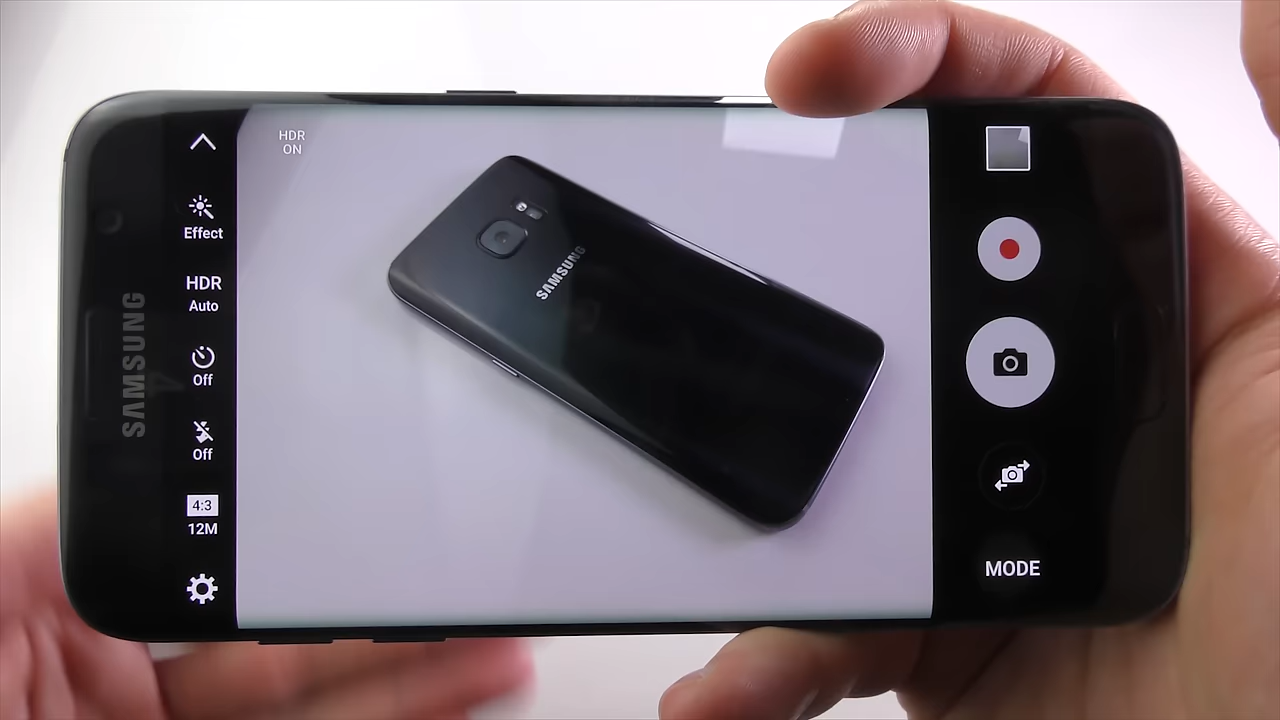 SAMSUNG
Effect
HDR
Auto
Off
Off
4:3
12M
HDR
ON
SAMSUNG
MODE